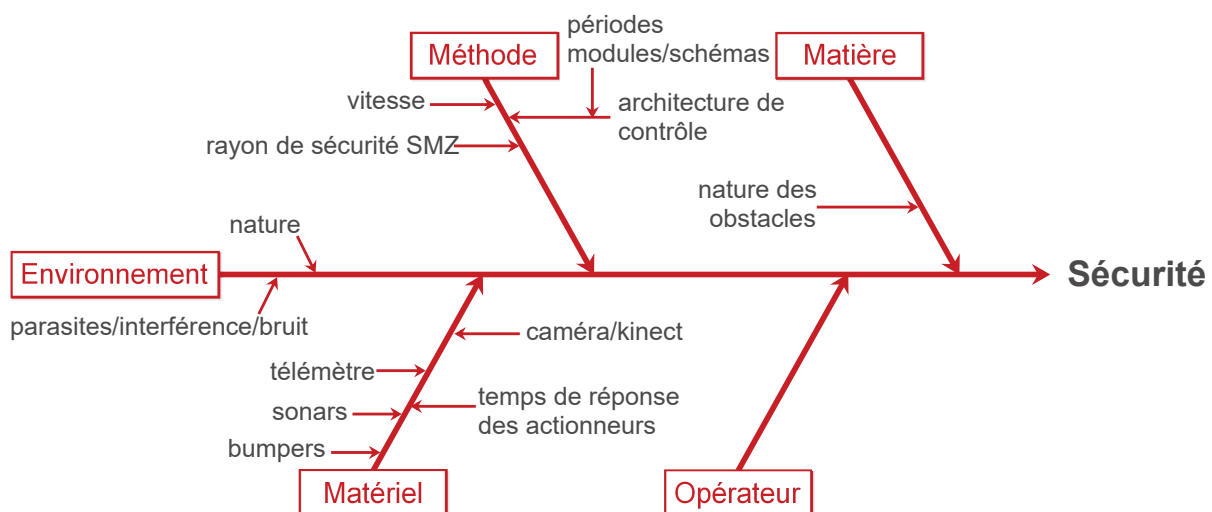 périodes
modules/schémas
Méthode
Matière
vitesse
architecture de
contrôle
rayon de sécurité SMZ
nature des
obstacles
nature
Environnement
Sécurité
parasites/interférence/bruit
caméra/kinect
télémètre
temps de réponse
des actionneurs
sonars
bumpers
Matériel
Opérateur